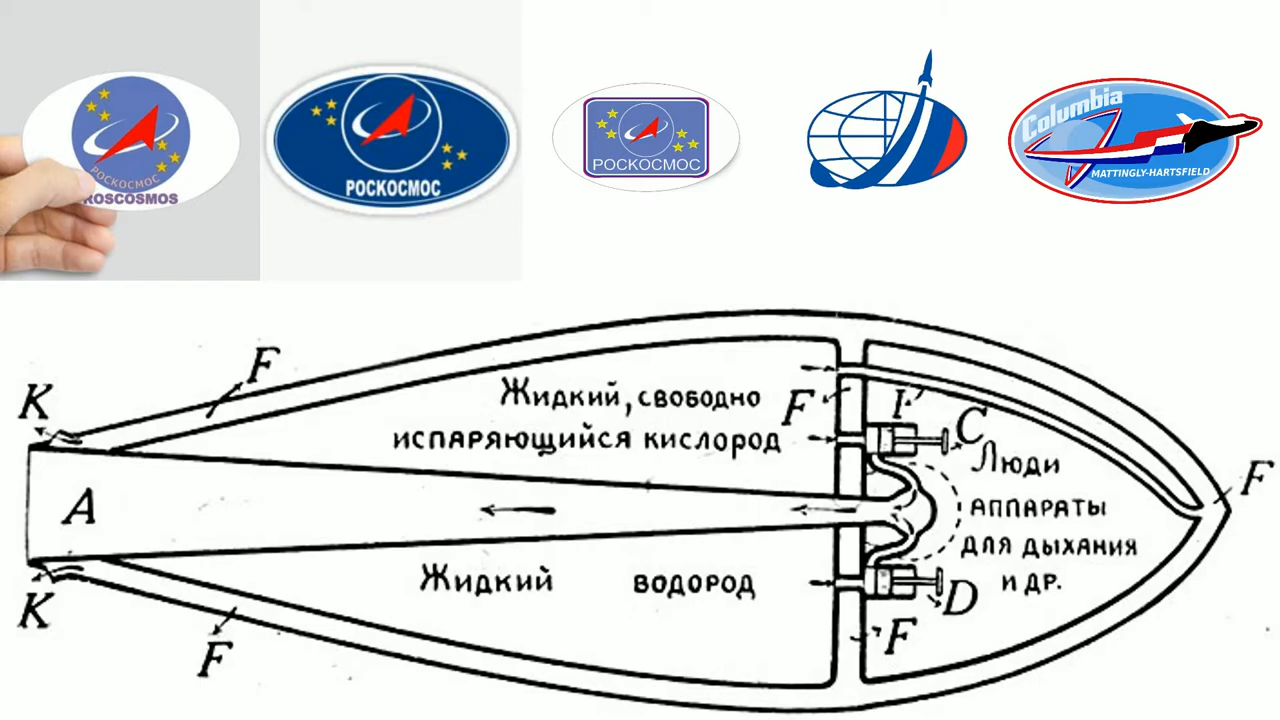 РОСКОСМОС
ROSCOSMOS
РОСКОСМОС
РОСКОСМОС
Columbia
MATTINGLY-HARTSFIELD
F
K
Жидкий, свободно
испаряющийся кислород
F
I
C
Люди
аппараты
для дыхания
и др.
F
A
Жидкий водород
D
K
F
F